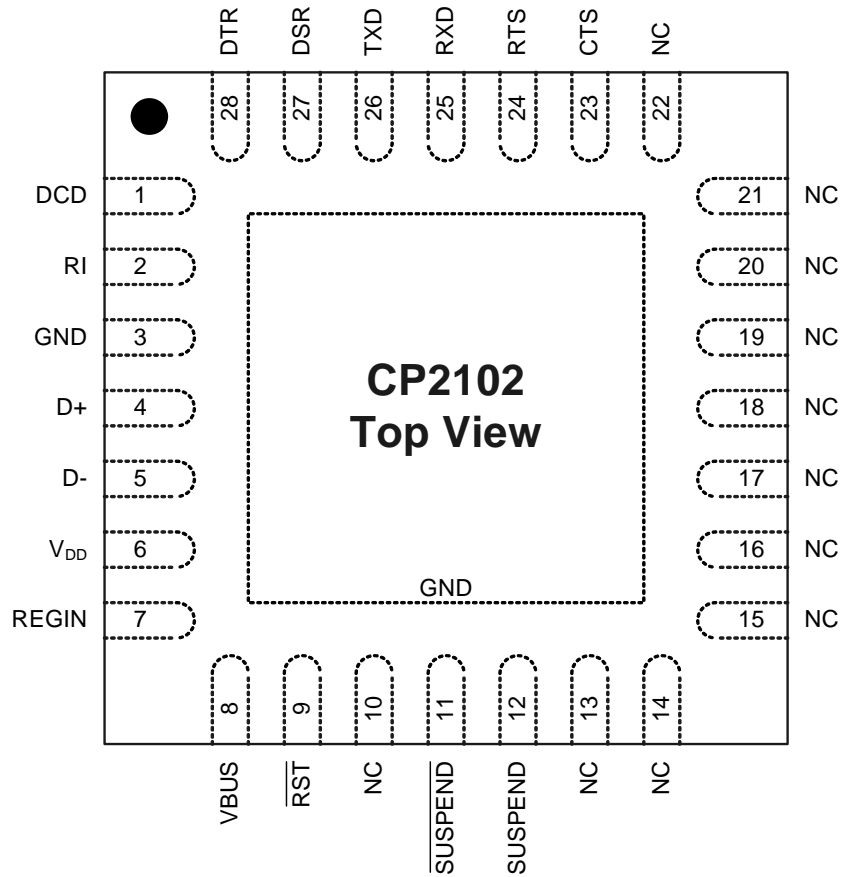 DTR DSR TXD RXD RTS CTS NC
28 27 26 25 24 23 22
DCD 1
RI 2
GND 3
D+ 4
D- 5
VDD 6
REGIN 7
CP2102
Top View
GND
21 NC
20 NC
19 NC
18 NC
17 NC
16 NC
15 NC
8 9 10 11 12 13 14
VBUS RST NC SUSPEND SUSPEND NC NC